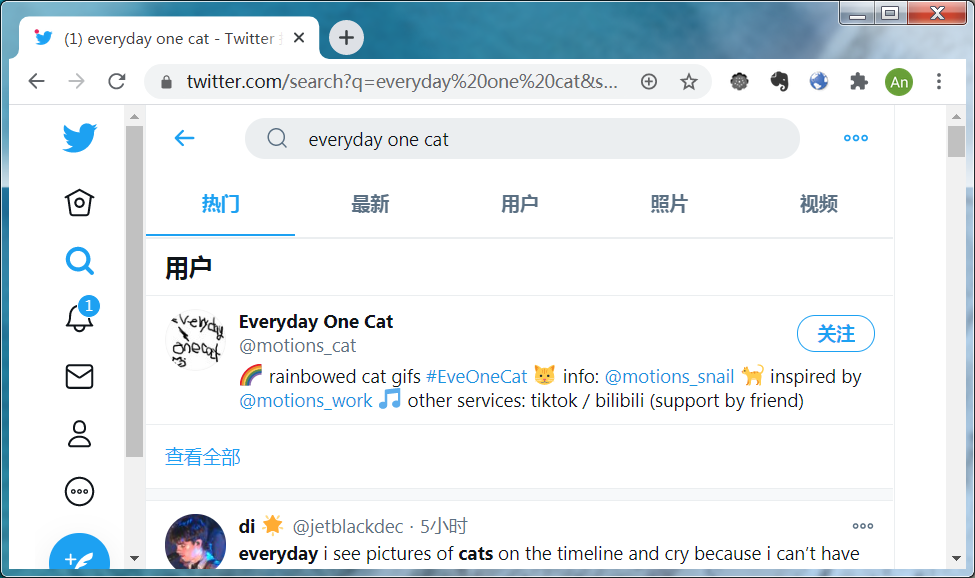 (1) everyday one cat - Twitter
twitter.com/search?q=everyday%20one%20cat&s...
An
everyday one cat
热门 最新 用户 照片 视频
用户
1
everyday
one cat
Everyday One Cat
@motions_cat
关注
🌈 rainbowed cat gifs #EveOneCat 🐱 info: @motions_snail 🐈 inspired by
@motions_work 🎵 other services: tiktok / bilibili (support by friend)
查看全部
di 🌟 @jetblackdec · 5小时
everyday i see pictures of cats on the timeline and cry because i can't have